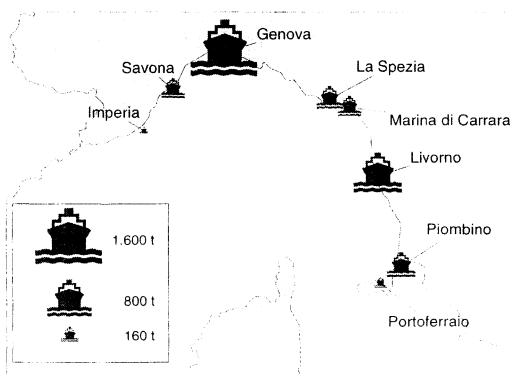 Genova
Savona
La Spezia
Imperia
Marina di Carrara
Livorno
Piombino
Portoferraio
1.600 t
800 t
160 t